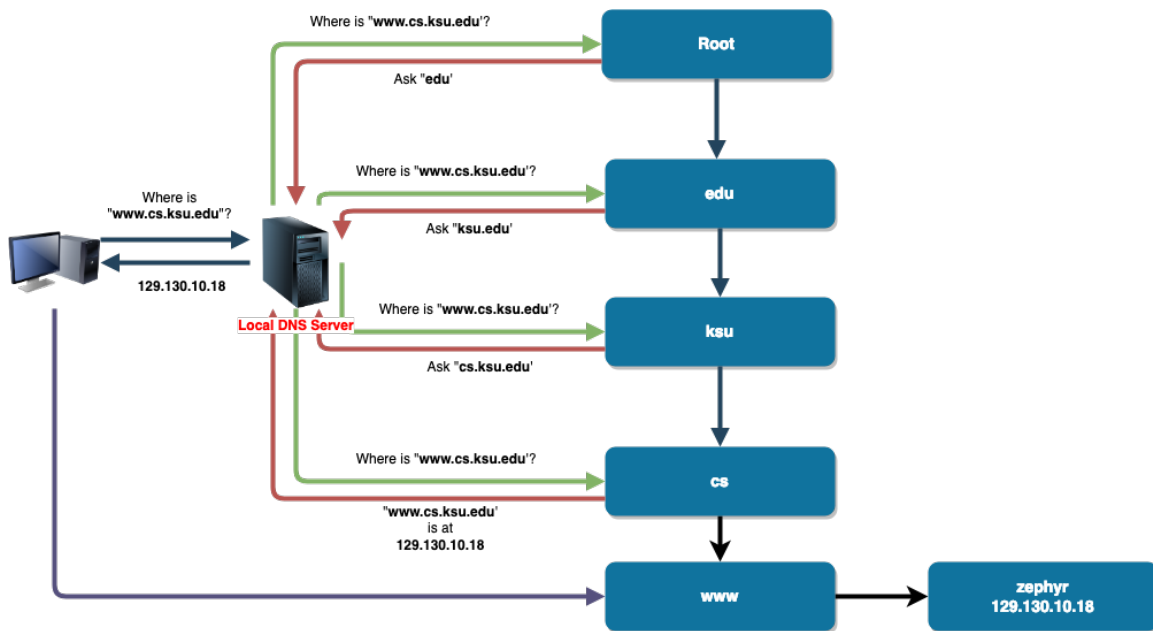 Where is "www.cs.ksu.edu'?
Root
Ask "edu'
Where is "www.cs.ksu.edu'?
edu
Ask "ksu.edu'
Where is
"www.cs.ksu.edu"?
129.130.10.18
Local DNS Server
Where is "www.cs.ksu.edu'?
ksu
Ask "cs.ksu.edu'
Where is "www.cs.ksu.edu'?
cs
"www.cs.ksu.edu'
is at
129.130.10.18
www
zephyr
129.130.10.18